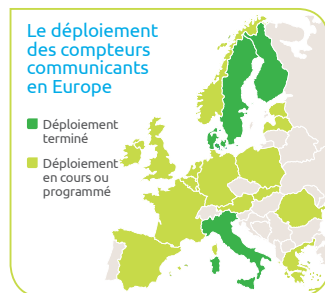 Le déploiement
des compteurs
communicants
en Europe
Déploiement
terminé
Déploiement
en cours ou
programmé